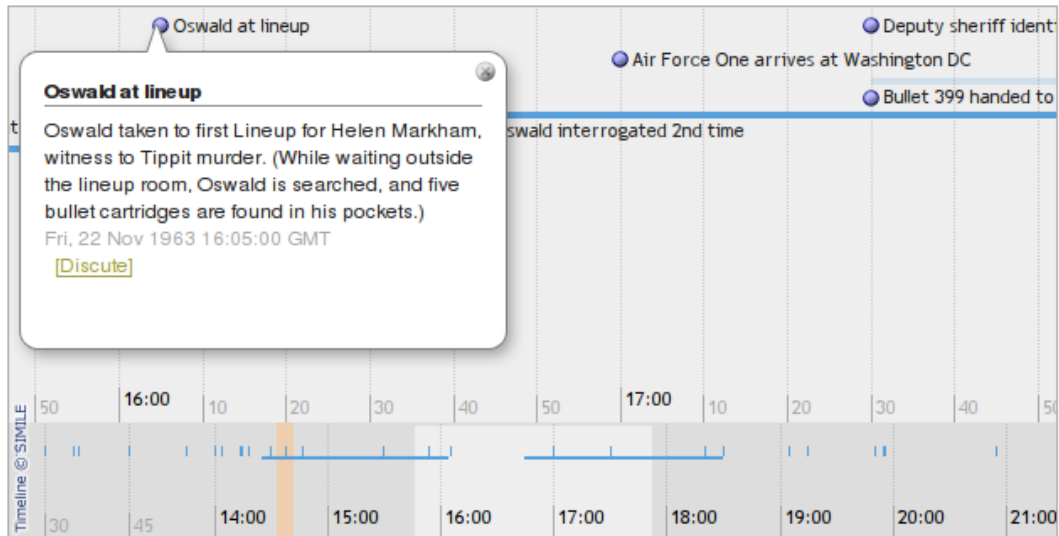 Oswald at lineup
Deputy sheriff ident
Air Force One arrives at Washington DC
Bullet 399 handed to
t
swald interrogated 2nd time
Oswald at lineup
Oswald taken to first Lineup for Helen Markham,
witness to Tippit murder. (While waiting outside
the lineup room, Oswald is searched, and five
bullet cartridges are found in his pockets.)
Fri, 22 Nov 1963 16:05:00 GMT
[Discute]
50 16:00 10 20 30 40 50 17:00 10 20 30 40 50
Timeline © SIMILE
30 45 14:00 15:00 16:00 17:00 18:00 19:00 20:00 21:00